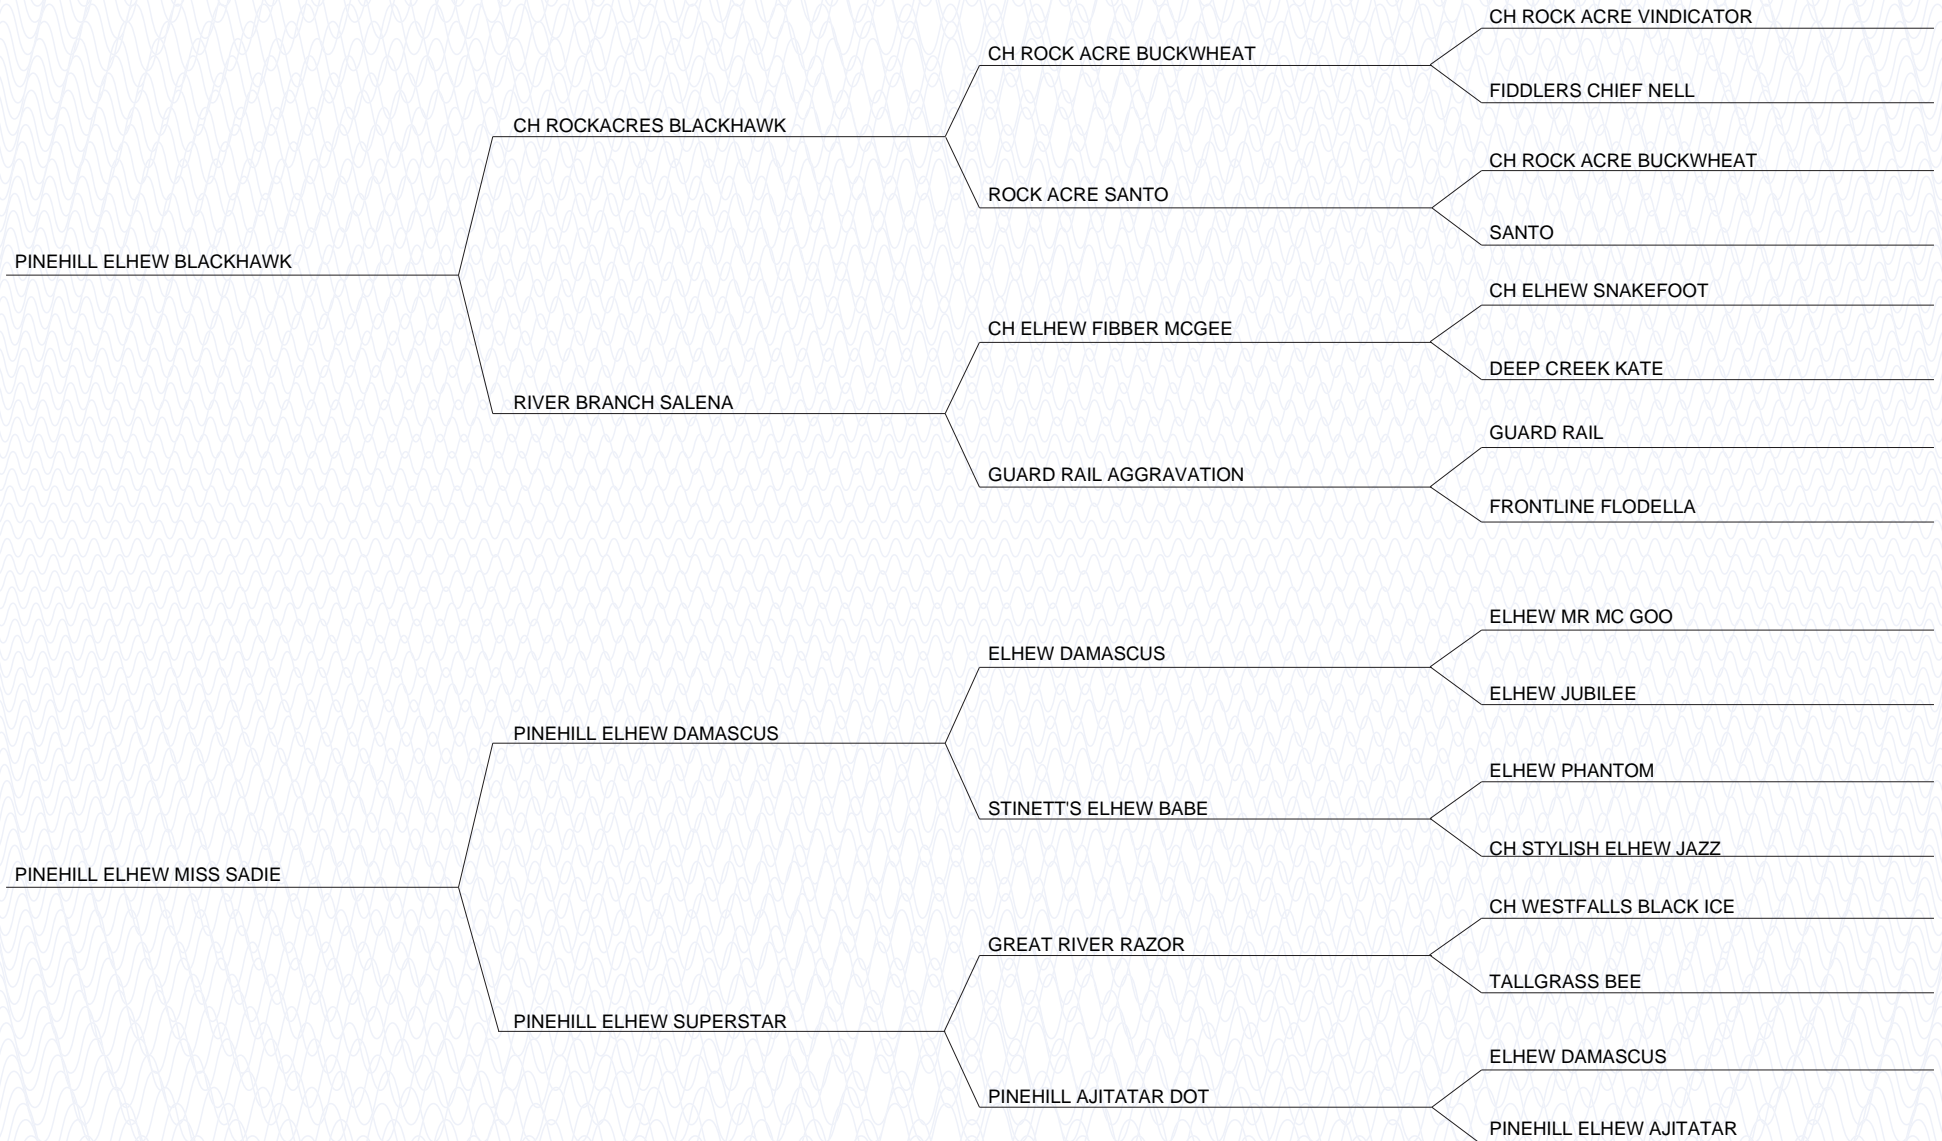 CH ROCK ACRE VINDICATOR
CH ROCK ACRE BUCKWHEAT
FIDDLERS CHIEF NELL
CH ROCKACRES BLACKHAWK
CH ROCK ACRE BUCKWHEAT
ROCK ACRE SANTO
SANTO
PINEHILL ELHEW BLACKHAWK
CH ELHEW SNAKEFOOT
CH ELHEW FIBBER MCGEE
DEEP CREEK KATE
RIVER BRANCH SALENA
GUARD RAIL
GUARD RAIL AGGRAVATION
FRONTLINE FLODELLA
ELHEW MR MC GOO
ELHEW DAMASCUS
ELHEW JUBILEE
PINEHILL ELHEW DAMASCUS
ELHEW PHANTOM
STINETT'S ELHEW BABE
CH STYLISH ELHEW JAZZ
PINEHILL ELHEW MISS SADIE
CH WESTFALLS BLACK ICE
GREAT RIVER RAZOR
TALLGRASS BEE
PINEHILL ELHEW SUPERSTAR
ELHEW DAMASCUS
PINEHILL AJITATAR DOT
PINEHILL ELHEW AJITATAR